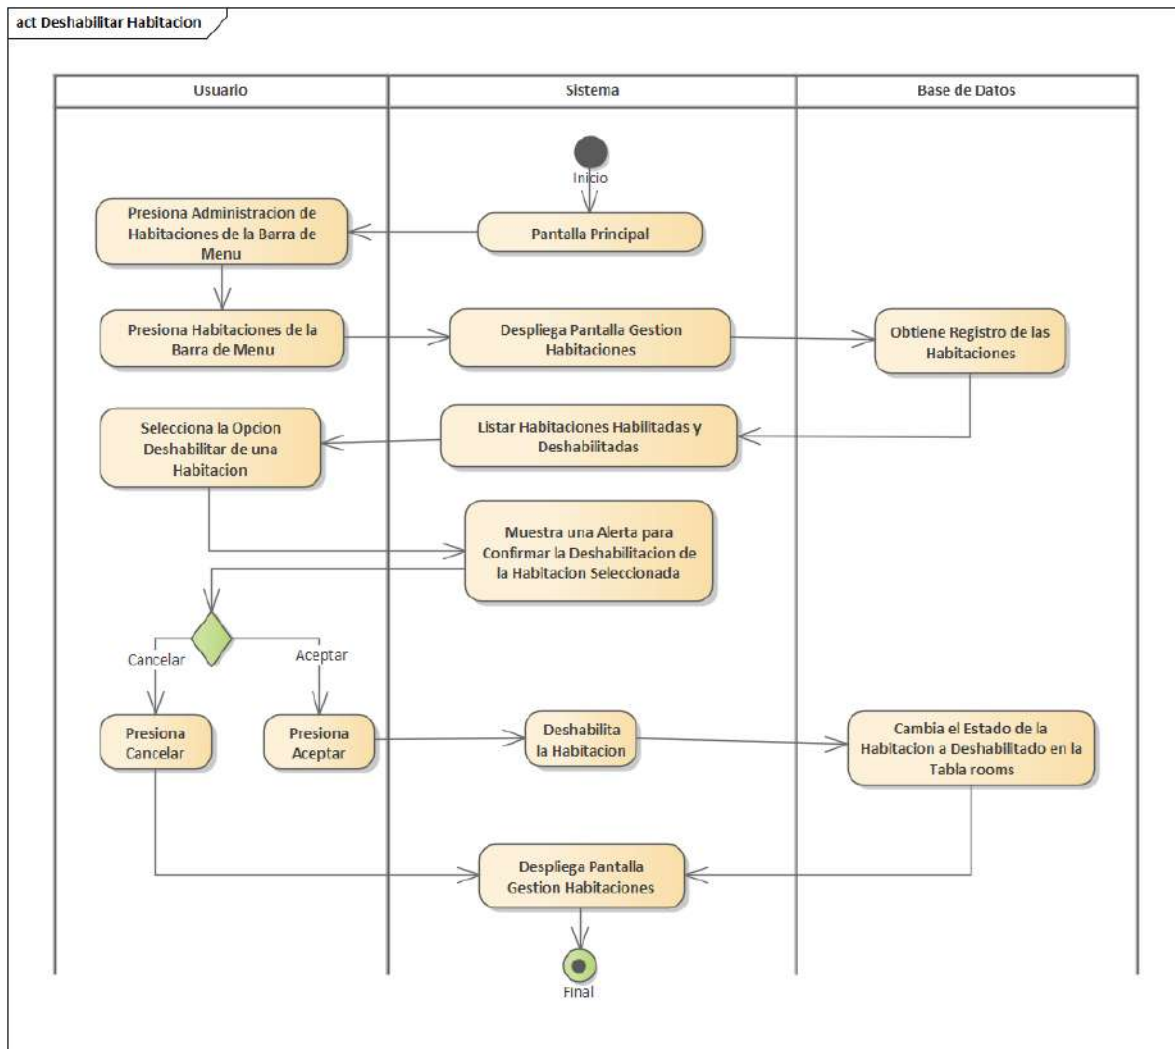 act Deshabilitar Habitacion
Usuario
Sistema
Base de Datos
Inicio
Presiona Administracion de
Habitaciones de la Barra de
Menu
Pantalla Principal
Presiona Habitaciones de la
Barra de Menu
Despliega Pantalla Gestion
Habitaciones
Obtiene Registro de las
Habitaciones
Selecciona la Opcion
Deshabilitar de una
Habitacion
Listar Habitaciones Habilitadas y
Deshabilitadas
Muestra una Alerta para
Confirmar la Deshabilitacion de
la Habitacion Seleccionada
Cancelar
Aceptar
Presiona
Cancelar
Presiona
Aceptar
Deshabilita
la Habitacion
Cambia el Estado de la
Habitacion a Deshabilitado en la
Tabla rooms
Despliega Pantalla
Gestion Habitaciones
Final